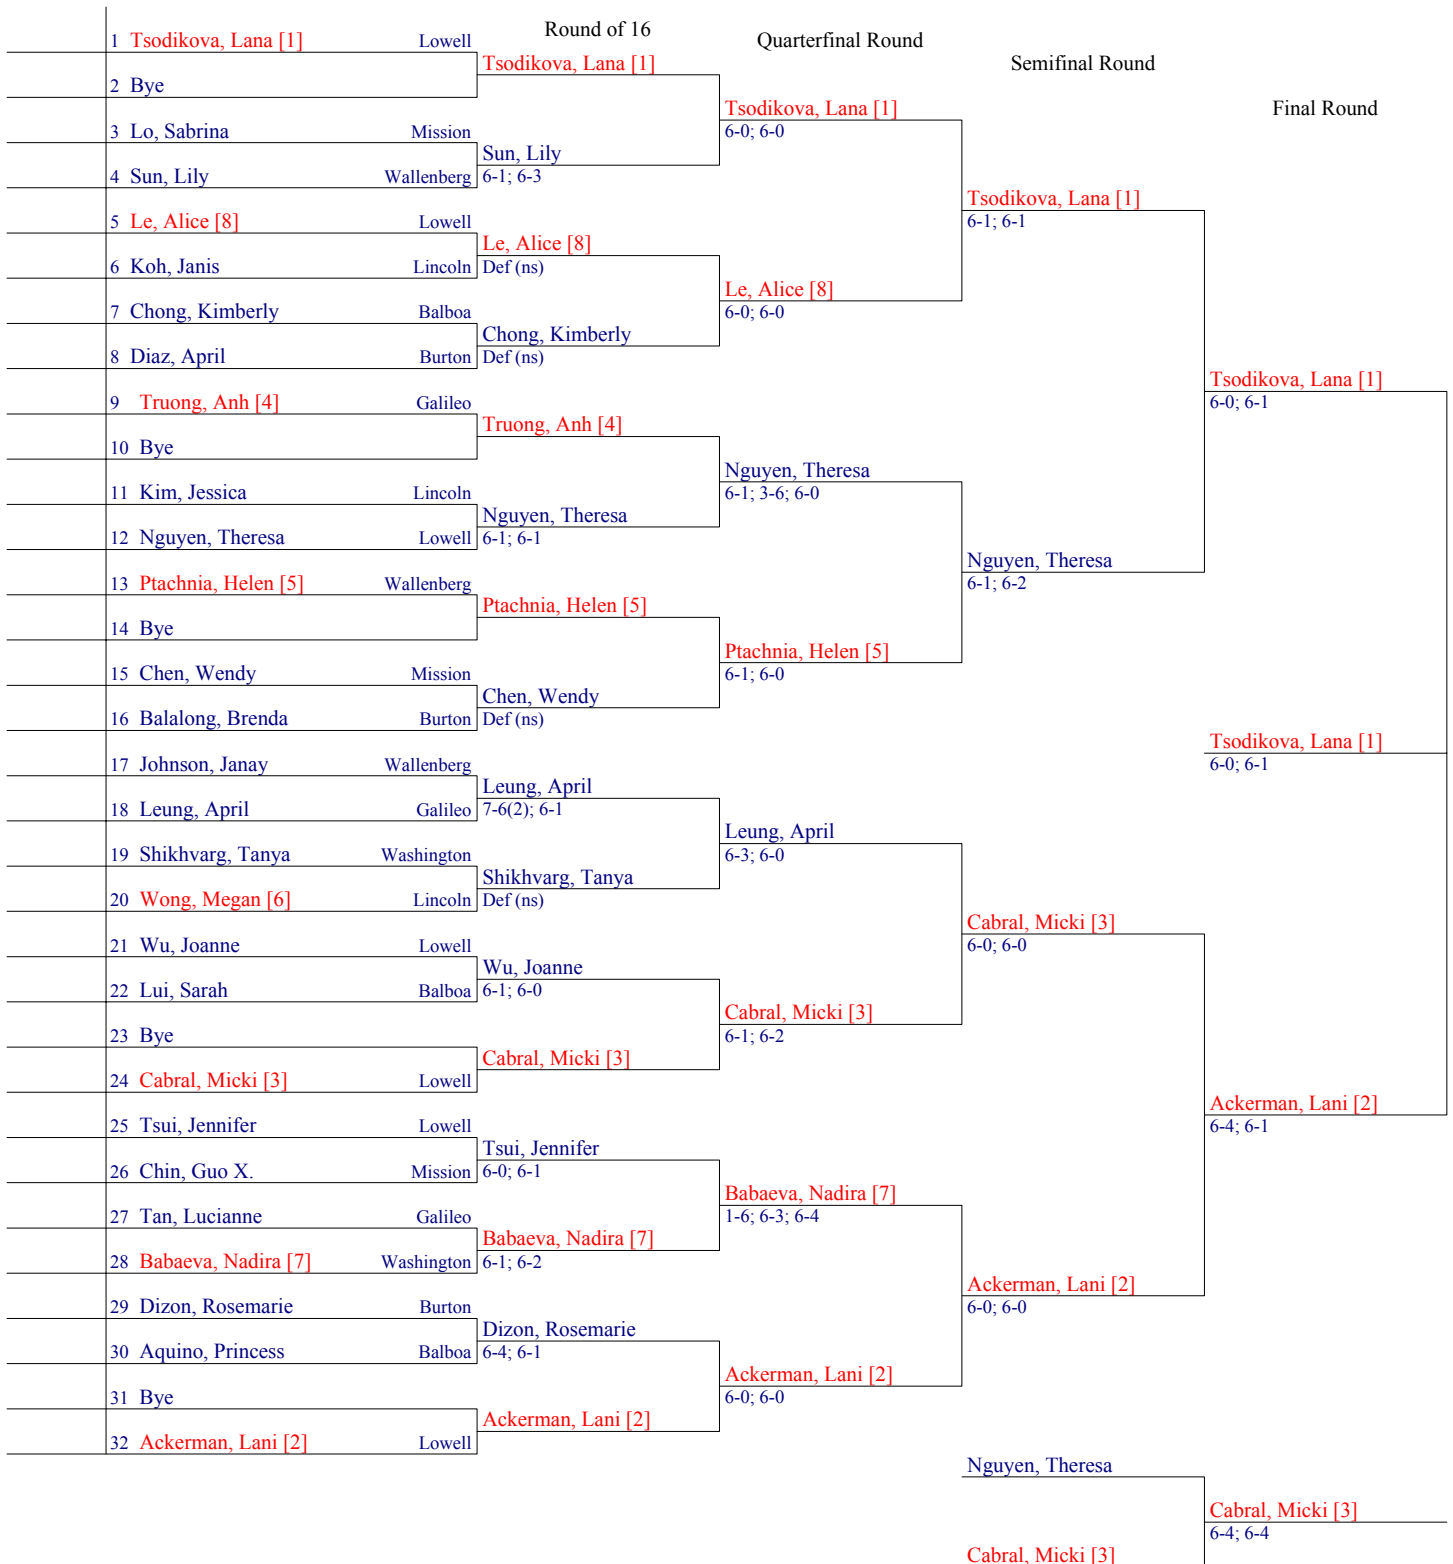 Round of 16
Quarterfinal Round
Semifinal Round
Final Round
1 Tsodikova, Lana [1] Lowell
2 Bye
3 Lo, Sabrina Mission
4 Sun, Lily Wallenberg
5 Le, Alice [8] Lowell
6 Koh, Janis Lincoln
7 Chong, Kimberly Balboa
8 Diaz, April Burton
9 Truong, Anh [4] Galileo
10 Bye
11 Kim, Jessica Lincoln
12 Nguyen, Theresa Lowell
13 Ptachnia, Helen [5] Wallenberg
14 Bye
15 Chen, Wendy Mission
16 Balalong, Brenda Burton
17 Johnson, Janay Wallenberg
18 Leung, April Galileo
19 Shikhvarg, Tanya Washington
20 Wong, Megan [6] Lincoln
21 Wu, Joanne Lowell
22 Lui, Sarah Balboa
23 Bye
24 Cabral, Micki [3] Lowell
25 Tsui, Jennifer Lowell
26 Chin, Guo X. Mission
27 Tan, Lucianne Galileo
28 Babaeva, Nadira [7] Washington
29 Dizon, Rosemarie Burton
30 Aquino, Princess Balboa
31 Bye
32 Ackerman, Lani [2] Lowell
Tsodikova, Lana [1]
Sun, Lily
6-1; 6-3
Le, Alice [8]
Def (ns)
Chong, Kimberly
Def (ns)
Truong, Anh [4]
Nguyen, Theresa
6-1; 6-1
Ptachnia, Helen [5]
Chen, Wendy
Def (ns)
Leung, April
7-6(2); 6-1
Shikhvarg, Tanya
Def (ns)
Wu, Joanne
6-1; 6-0
Cabral, Micki [3]
Tsui, Jennifer
6-0; 6-1
Babaeva, Nadira [7]
6-1; 6-2
Dizon, Rosemarie
6-4; 6-1
Ackerman, Lani [2]
Tsodikova, Lana [1]
6-0; 6-0
Le, Alice [8]
6-0; 6-0
Nguyen, Theresa
6-1; 3-6; 6-0
Ptachnia, Helen [5]
6-1; 6-0
Leung, April
6-3; 6-0
Cabral, Micki [3]
6-1; 6-2
Babaeva, Nadira [7]
1-6; 6-3; 6-4
Ackerman, Lani [2]
6-0; 6-0
Tsodikova, Lana [1]
6-1; 6-1
Nguyen, Theresa
6-1; 6-2
Cabral, Micki [3]
6-0; 6-0
Ackerman, Lani [2]
6-0; 6-0
Tsodikova, Lana [1]
6-0; 6-1
Tsodikova, Lana [1]
6-0; 6-1
Ackerman, Lani [2]
6-4; 6-1
Nguyen, Theresa
Cabral, Micki [3]
6-4; 6-4
Cabral, Micki [3]